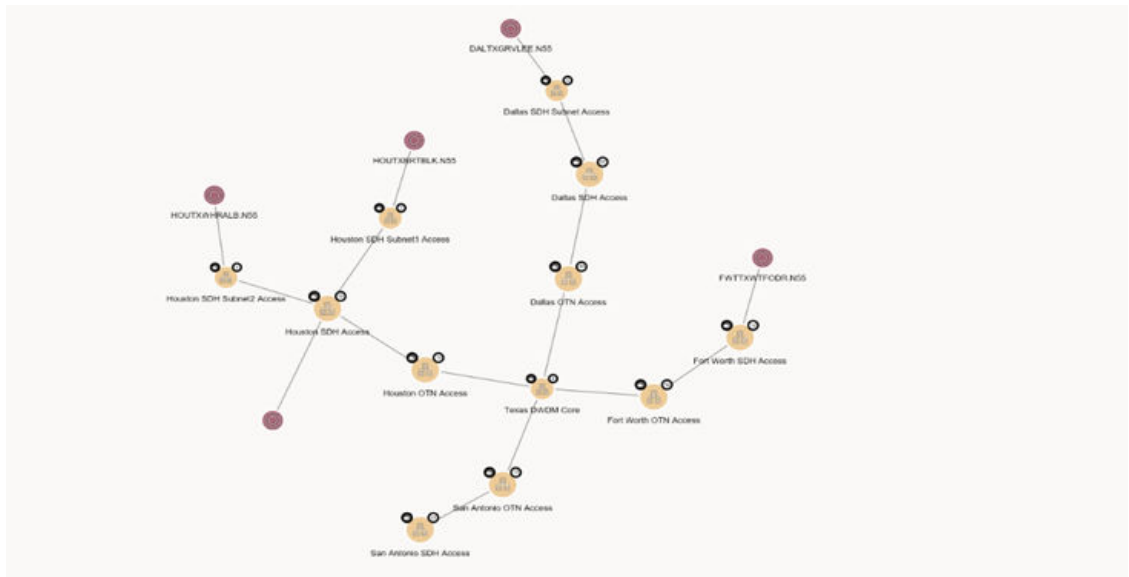 DALTXGRVLEE.N55
Dallas SDH Subnet Access
HOUTXBRTBLK.N55
Dallas SDH Access
HOUTXWHRALB.N55
Houston SDH Subnet1 Access
FWTTXWTFODR.N55
Houston SDH Subnet2 Access
Dallas OTN Access
Houston SDH Access
Fort Worth SDH Access
Houston OTN Access
Texas DWDM Core
Fort Worth OTN Access
San Antonio OTN Access
San Antonio SDH Access